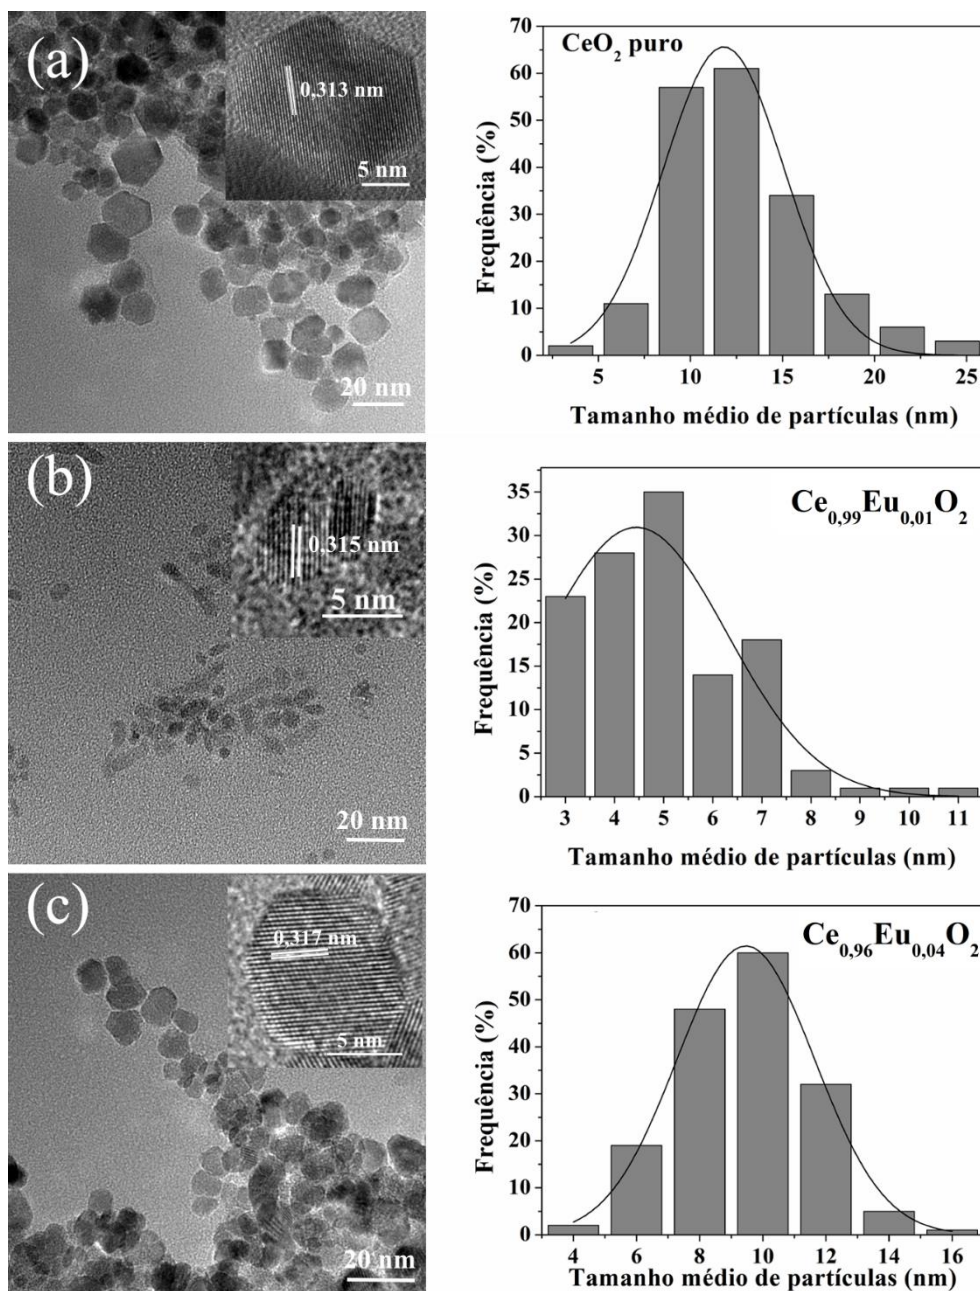 (a)
0,313 nm
5 nm
20 nm
CeO2 puro
Frequência (%)
70
60
50
40
30
20
10
0
5 10 15 20 25
Tamanho médio de partículas (nm)
(b)
0,315 nm
5 nm
20 nm
Ce0,99Eu0,01O2
Frequência (%)
35
30
25
20
15
10
5
0
3 4 5 6 7 8 9 10 11
Tamanho médio de partículas (nm)
(c)
0,317 nm
5 nm
20 nm
Ce0,96Eu0,04O2
Frequência (%)
70
60
50
40
30
20
10
0
4 6 8 10 12 14 16
Tamanho médio de partículas (nm)